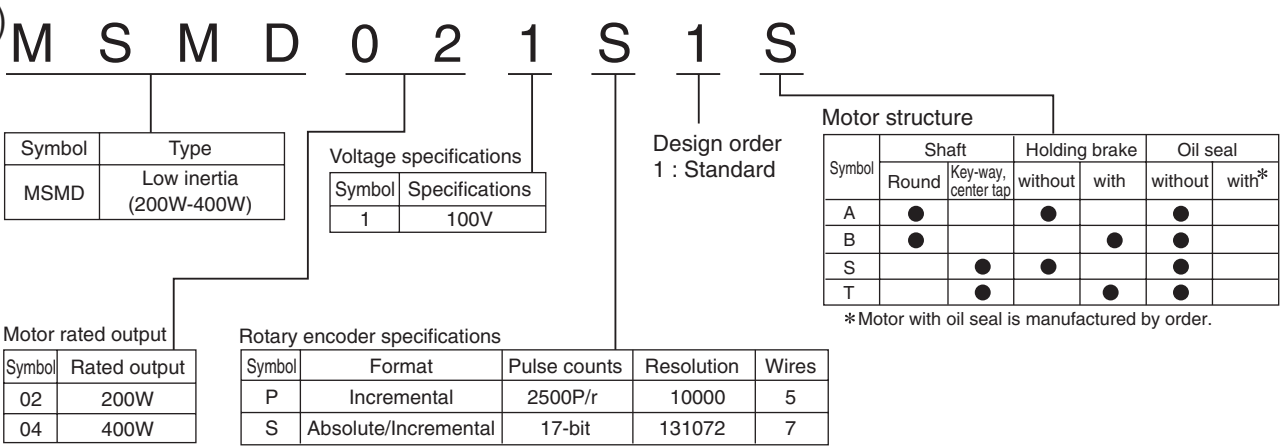 ) M S M D 0 2 1 S 1 S
Symbol Type
MSMD Low inertia
(200W-400W)
Voltage specifications
Symbol Specifications
1 100V
Design order
1 : Standard
Motor structure
Symbol Shaft Holding brake Oil seal
Round Key-way, center tap without with without with*
A ● ● ●
B ● ● ●
S ● ● ●
T ● ● ●
*Motor with oil seal is manufactured by order.
Motor rated output
Symbol Rated output
02 200W
04 400W
Rotary encoder specifications
Symbol Format Pulse counts Resolution Wires
P Incremental 2500P/r 10000 5
S Absolute/Incremental 17-bit 131072 7